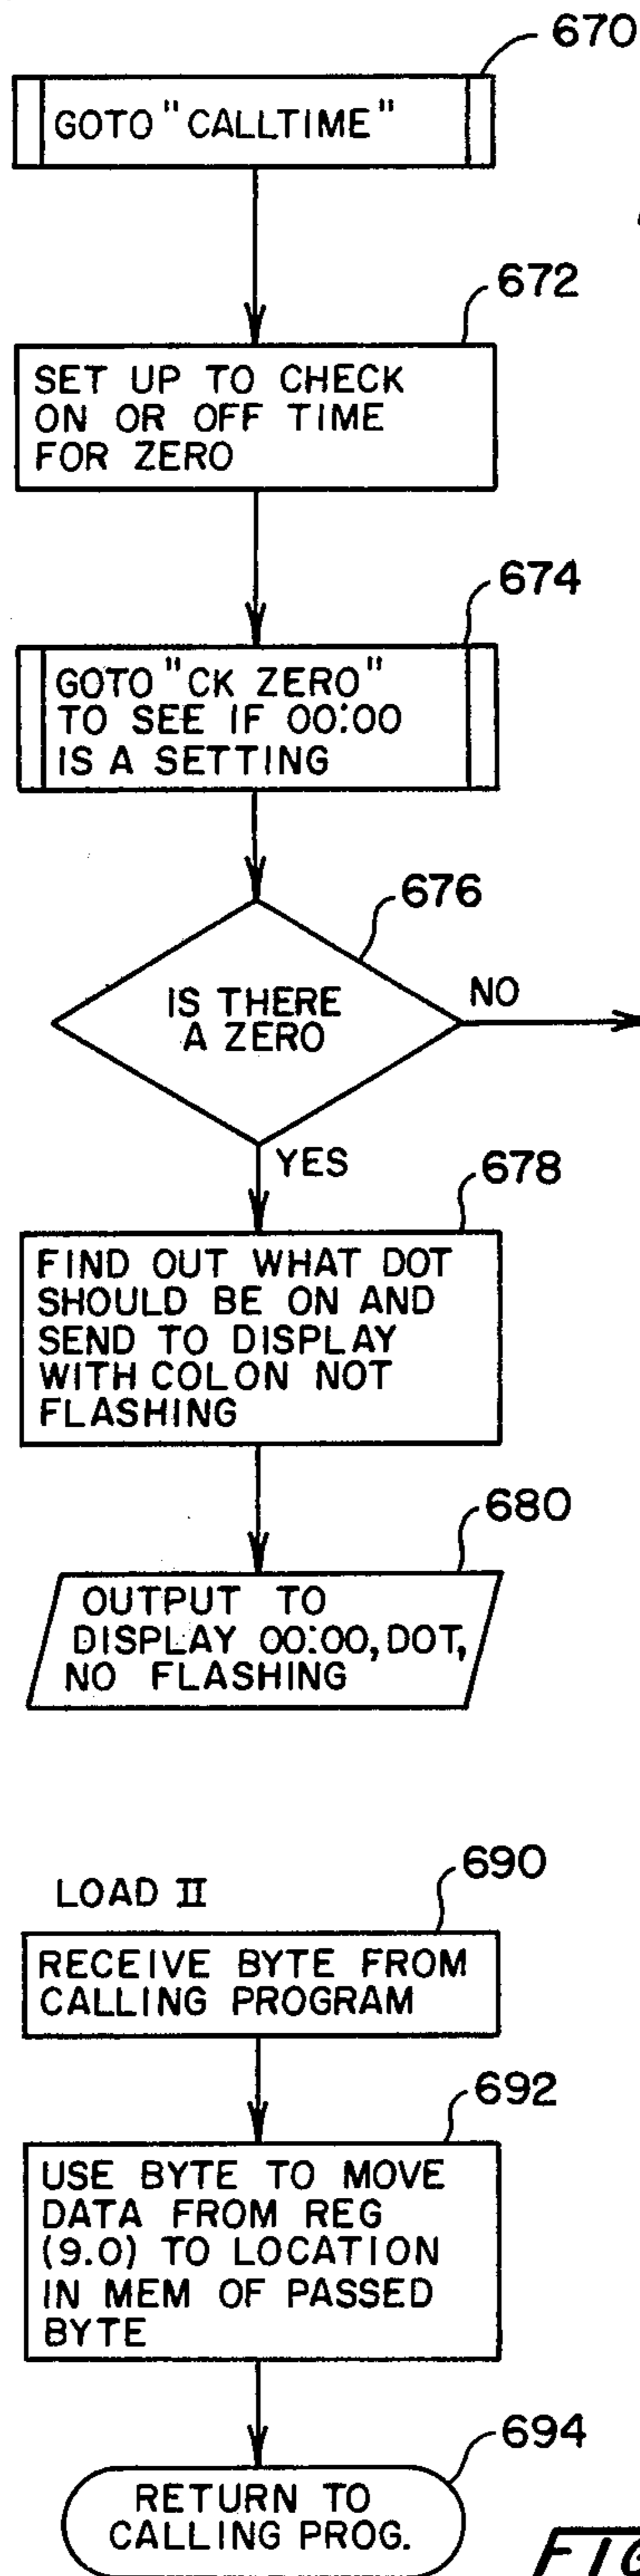 670
GOTO "CALLTIME"
672
SET UP TO CHECK
ON OR OFF TIME
FOR ZERO
674
GOTO "CK ZERO"
TO SEE IF 00:00
IS A SETTING
676
IS THERE
A ZERO
NO
YES
678
FIND OUT WHAT DOT
SHOULD BE ON AND
SEND TO DISPLAY
WITH COLON NOT
FLASHING
680
OUTPUT TO
DISPLAY 00:00, DOT,
NO FLASHING
LOAD II
690
RECEIVE BYTE FROM
CALLING PROGRAM
692
USE BYTE TO MOVE
DATA FROM REG
(9.0) TO LOCATION
IN MEM OF PASSED
BYTE
694
RETURN TO
CALLING PROG.